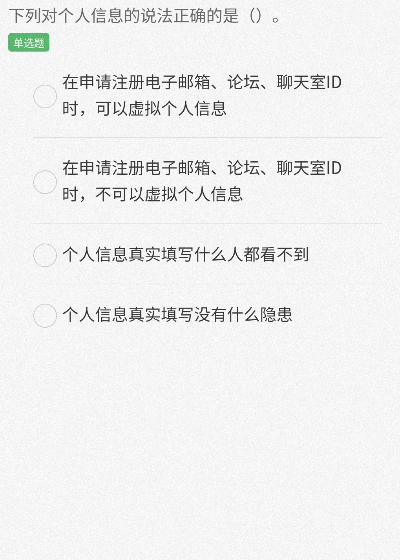 下列对个人信息的说法正确的是（）。
单选题
在申请注册电子邮箱、论坛、聊天室ID
时，可以虚拟个人信息
在申请注册电子邮箱、论坛、聊天室ID
时，不可以虚拟个人信息
个人信息真实填写什么人都看不到
个人信息真实填写没有什么隐患